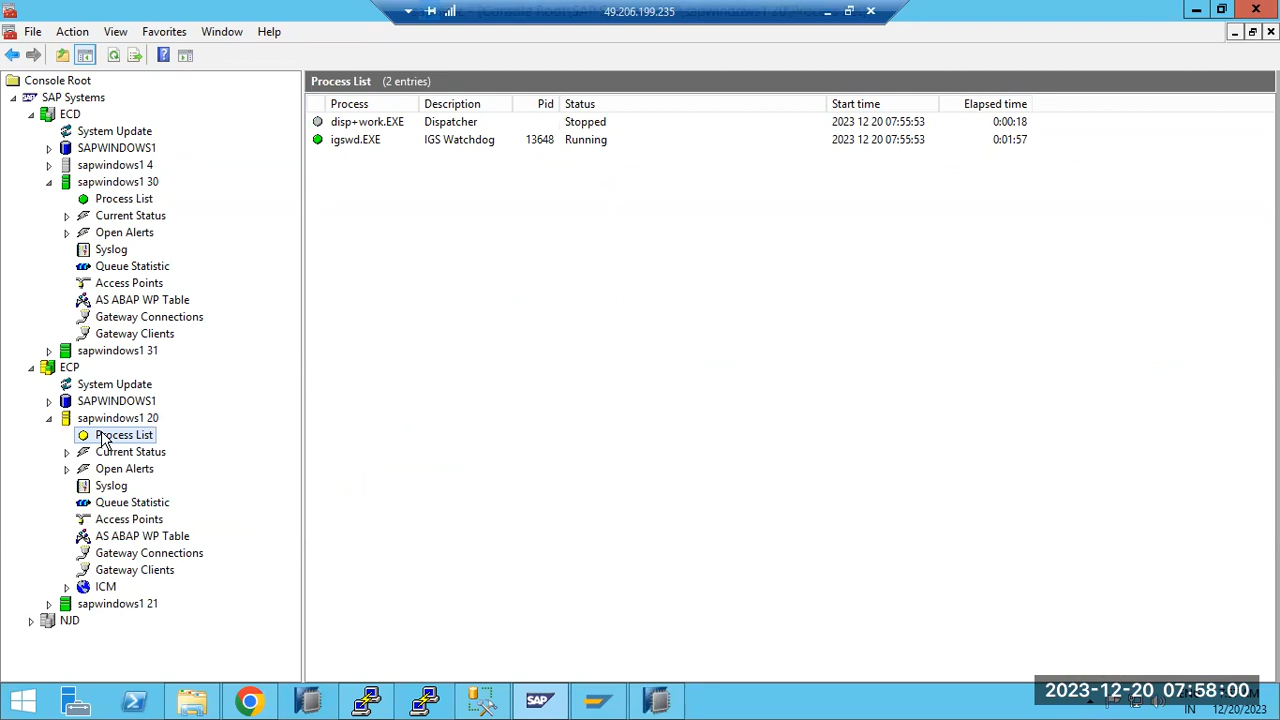 49.206.199.235
File Action View Favorites Window Help
Console Root
SAP Systems
ECD
System Update
SAPWINDOWS1
sapwindows1 4
sapwindows1 30
Process List
Current Status
Open Alerts
Syslog
Queue Statistic
Access Points
AS ABAP WP Table
Gateway Connections
Gateway Clients
sapwindows1 31
ECP
System Update
SAPWINDOWS1
sapwindows1 20
Process List
Current Status
Open Alerts
Syslog
Queue Statistic
Access Points
AS ABAP WP Table
Gateway Connections
Gateway Clients
ICM
sapwindows1 21
NJD
Process List (2 entries)
Process Description Pid Status Start time Elapsed time
disp+work.EXE Dispatcher Stopped 2023 12 20 07:55:53 0:00:18
igswd.EXE IGS Watchdog 13648 Running 2023 12 20 07:55:53 0:01:57
SAP
2023-12-20 07:58:00
IN 12/20/2023